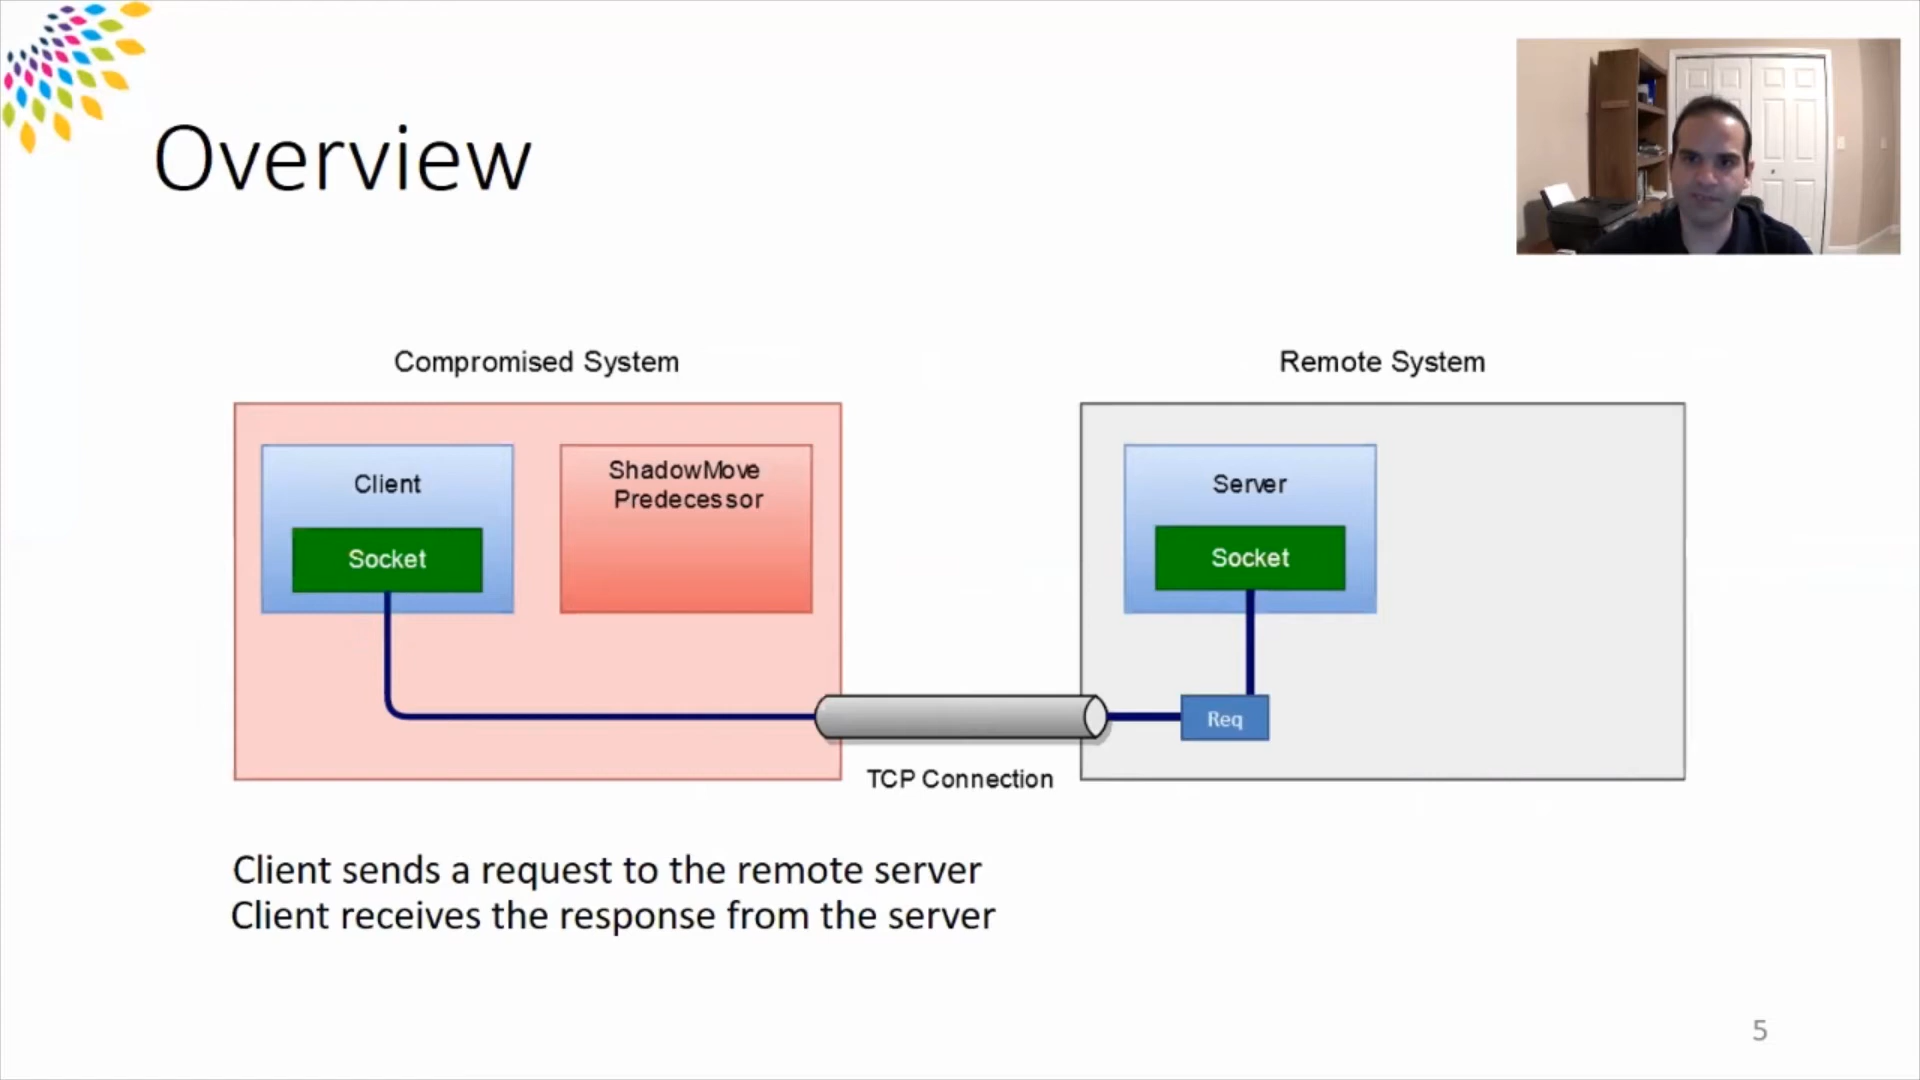 Overview
Compromised System
Remote System
Client
ShadowMove
Predecessor
Server
Socket
Socket
Req
TCP Connection
Client sends a request to the remote server
Client receives the response from the server
5